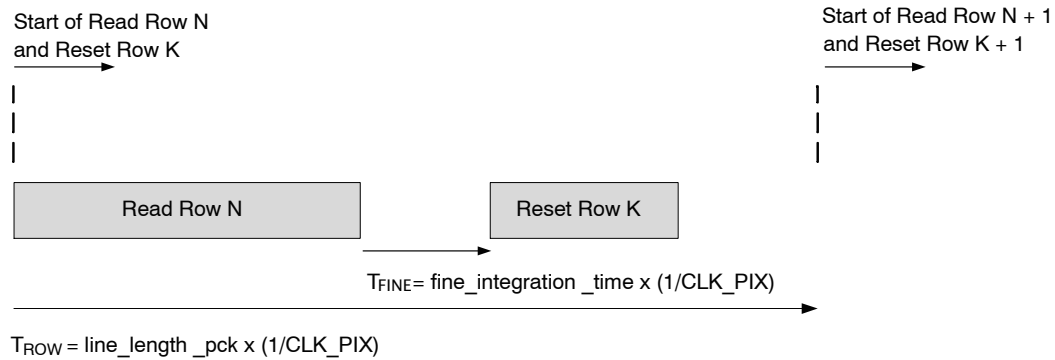 Start of Read Row N
and Reset Row K
Start of Read Row N + 1
and Reset Row K + 1
Read Row N
Reset Row K
TFINE= fine_integration _time x (1/CLK_PIX)
TROW = line_length _pck x (1/CLK_PIX)